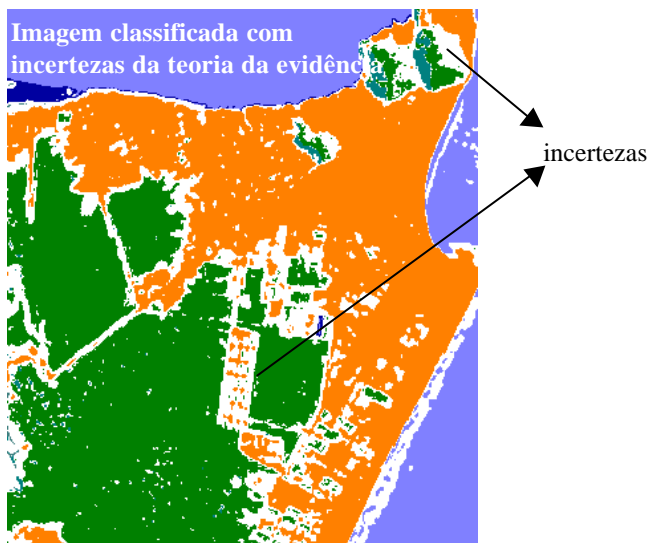 Imagem classificada com
incertezas da teoria da evidência
incertezas